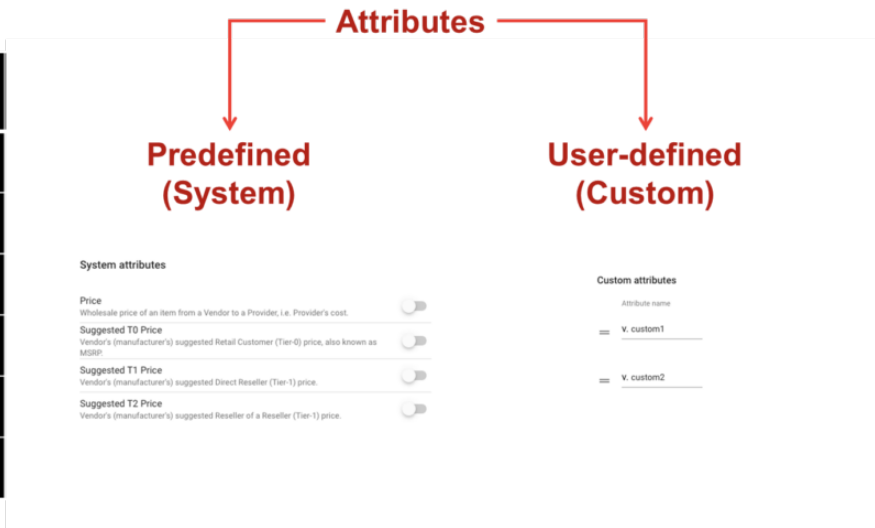 Attributes
Predefined
(System)
User-defined
(Custom)
System attributes
Price
Wholesale price of an item from a Vendor to a Provider, i.e. Provider's cost.
Suggested T0 Price
Vendor's (manufacturer's) suggested Retail Customer (Tier-0) price, also known as
MSRP.
Suggested T1 Price
Vendor's (manufacturer's) suggested Direct Reseller (Tier-1) price.
Suggested T2 Price
Vendor's (manufacturer's) suggested Reseller of a Reseller (Tier-1) price.
Custom attributes
Attribute name
v. custom1
v. custom2